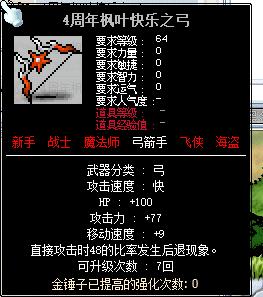 4周年枫叶快乐之弓
要求等级： 64
要求力量： 0
要求敏捷： 0
要求智力： 0
要求运气： 0
要求人气度： -
道具等级： -
道具经验值： -
新手 战士 魔法师 弓箭手 飞侠 海盗
武器分类 : 弓
攻击速度 : 快
HP : +100
攻击力 : +77
移动速度 : +9
直接攻击时48的比率发生后退现象。
可升级次数 : 7回
金锤子已提高的强化次数: 0